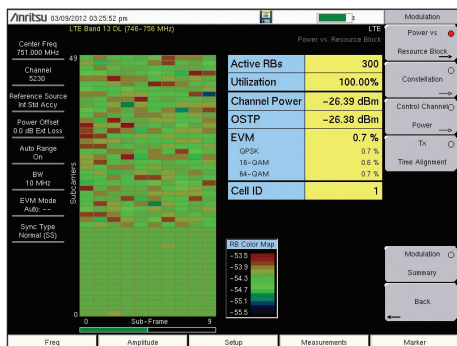 Anritsu 03/09/2012 03:25:52 pm
LTE Band 13 DL (746-756 MHz)
LTE
Power vs Resource Block
Center Freq
751.000 MHz
Channel
5230
Reference Source
Int Std Accy
Power Offset
0.0 dB Ext Loss
Auto Range
On
BW
10 MHz
EVM Mode
Auto: --
Sync Type
Normal (SS)
49
Subcarriers
0
0 Sub-Frame 9
Active RBs 300
Utilization 100.00%
Channel Power -26.39 dBm
OSTP -26.38 dBm
EVM 0.7 %
QPSK 0.7 %
16-QAM 0.6 %
64-QAM 0.7 %
Cell ID 1
RB Color Map
-53.5
-53.9
-54.3
-54.7
-55.1
-55.5
Modulation
Power vs
Resource Block
Constellation
Control Channel
Power
Tx
Time Alignment
Modulation
Summary
Back
Freq
Amplitude
Setup
Measurements
Marker